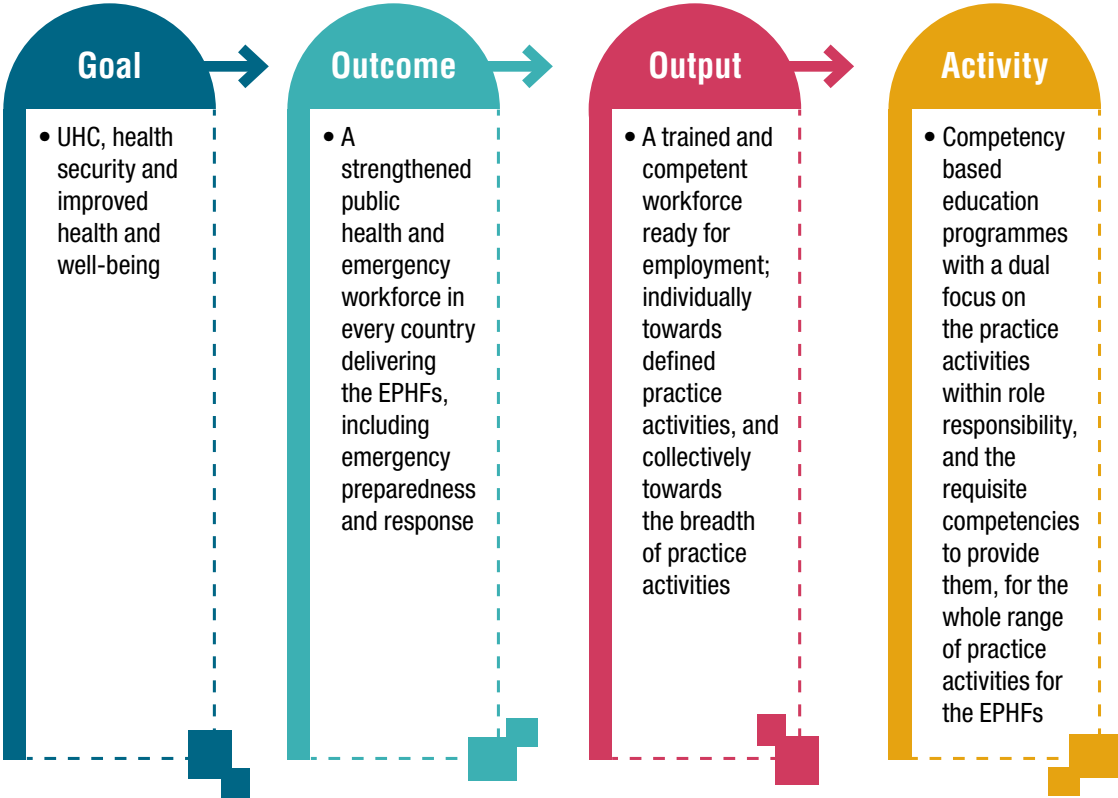 Goal
• UHC, health
security and
improved
health and
well-being
Outcome
• A
strengthened
public
health and
emergency
workforce in
every country
delivering
the EPHFs,
including
emergency
preparedness
and response
Output
• A trained and
competent
workforce
ready for
employment;
individually
towards
defined
practice
activities, and
collectively
towards
the breadth
of practice
activities
Activity
• Competency
based
education
programmes
with a dual
focus on
the practice
activities
within role
responsibility,
and the
requisite
competencies
to provide
them, for the
whole range
of practice
activities for
the EPHFs